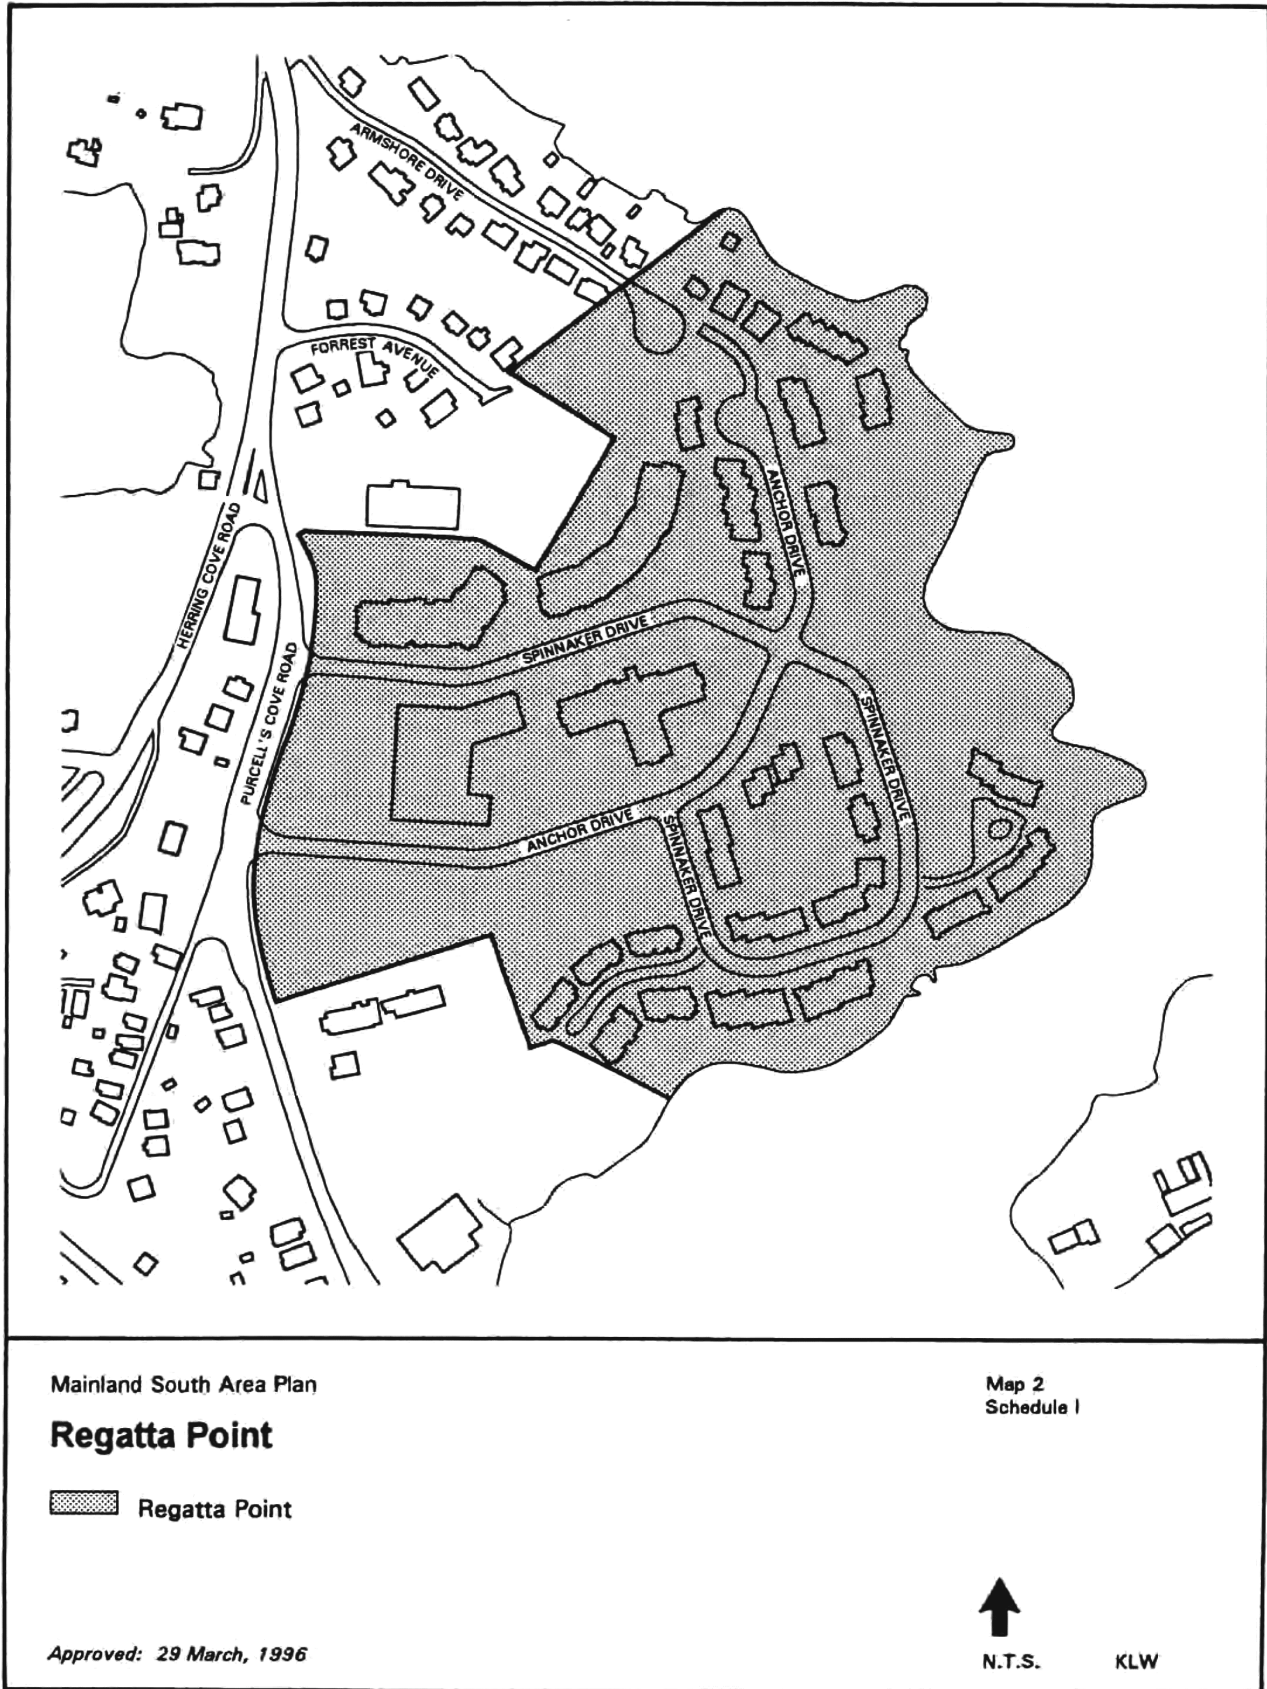 ARMSHORE DRIVE
FORREST AVENUE
HERRING COVE ROAD
ANCHOR DRIVE
SPINNAKER DRIVE
PURCELL'S COVE ROAD
SPINNAKER DRIVE
ANCHOR DRIVE
SPINNAKER DRIVE
Mainland South Area Plan
Map 2
Schedule I
Regatta Point
Regatta Point
Approved: 29 March, 1996
N.T.S.
KLW